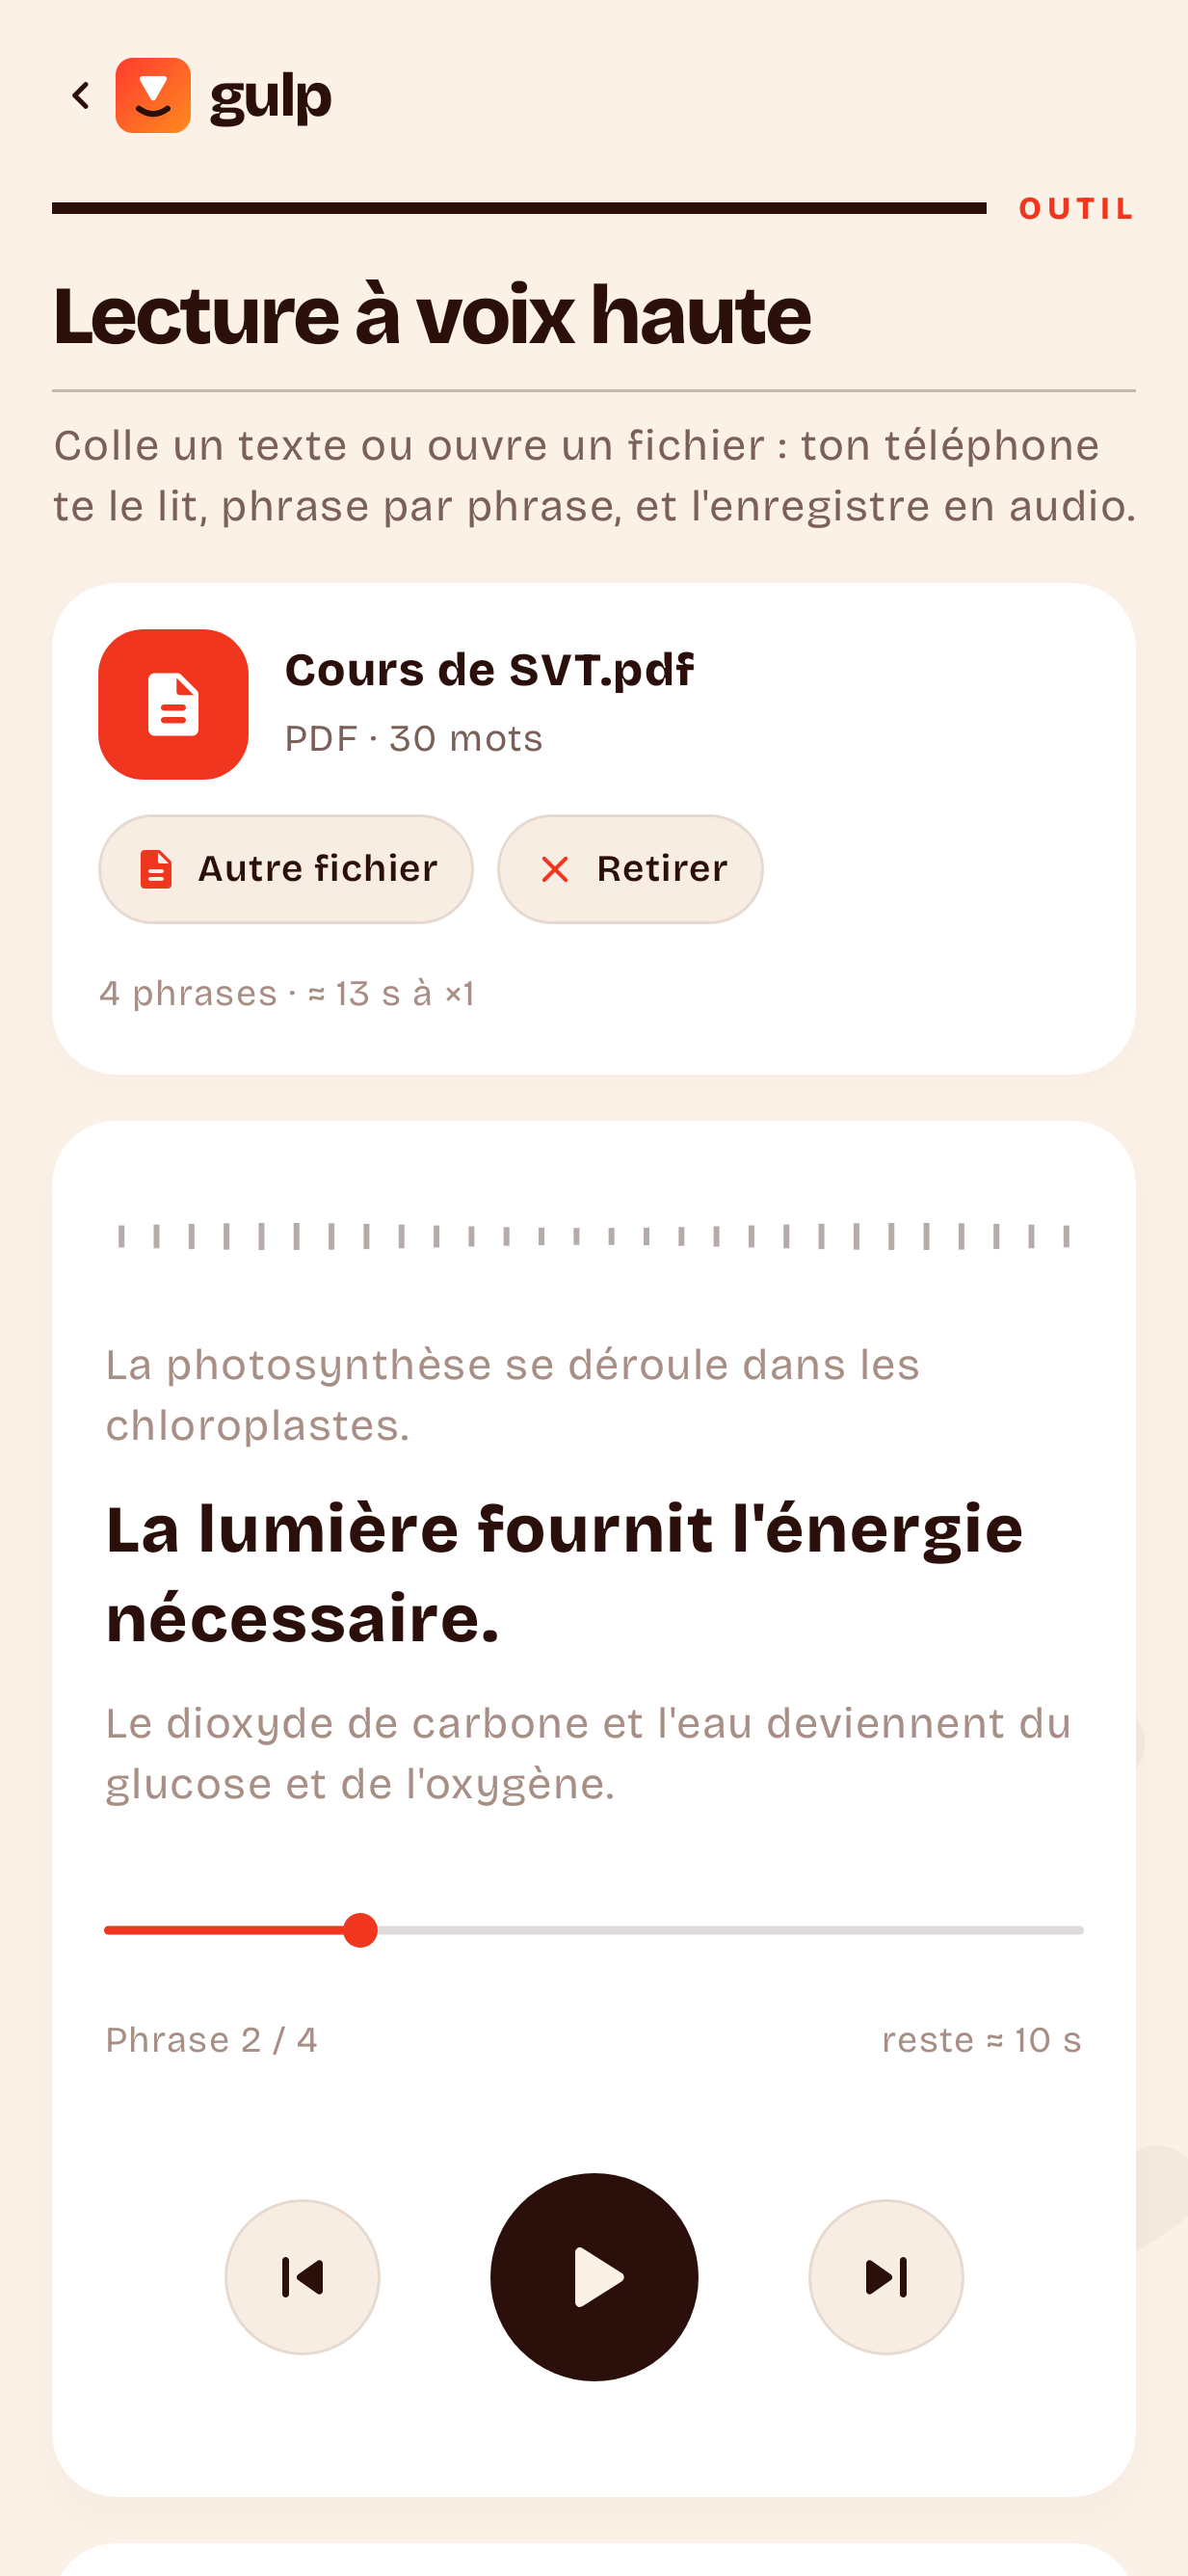 gulp
OUTIL
Lecture à voix haute
Colle un texte ou ouvre un fichier : ton téléphone
te le lit, phrase par phrase, et l'enregistre en audio.
Cours de SVT.pdf
PDF · 30 mots
Autre fichier
Retirer
4 phrases · ≈ 13 s à ×1
La photosynthèse se déroule dans les
chloroplastes.
La lumière fournit l'énergie
nécessaire.
Le dioxyde de carbone et l'eau deviennent du
glucose et de l'oxygène.
Phrase 2 / 4
reste ≈ 10 s